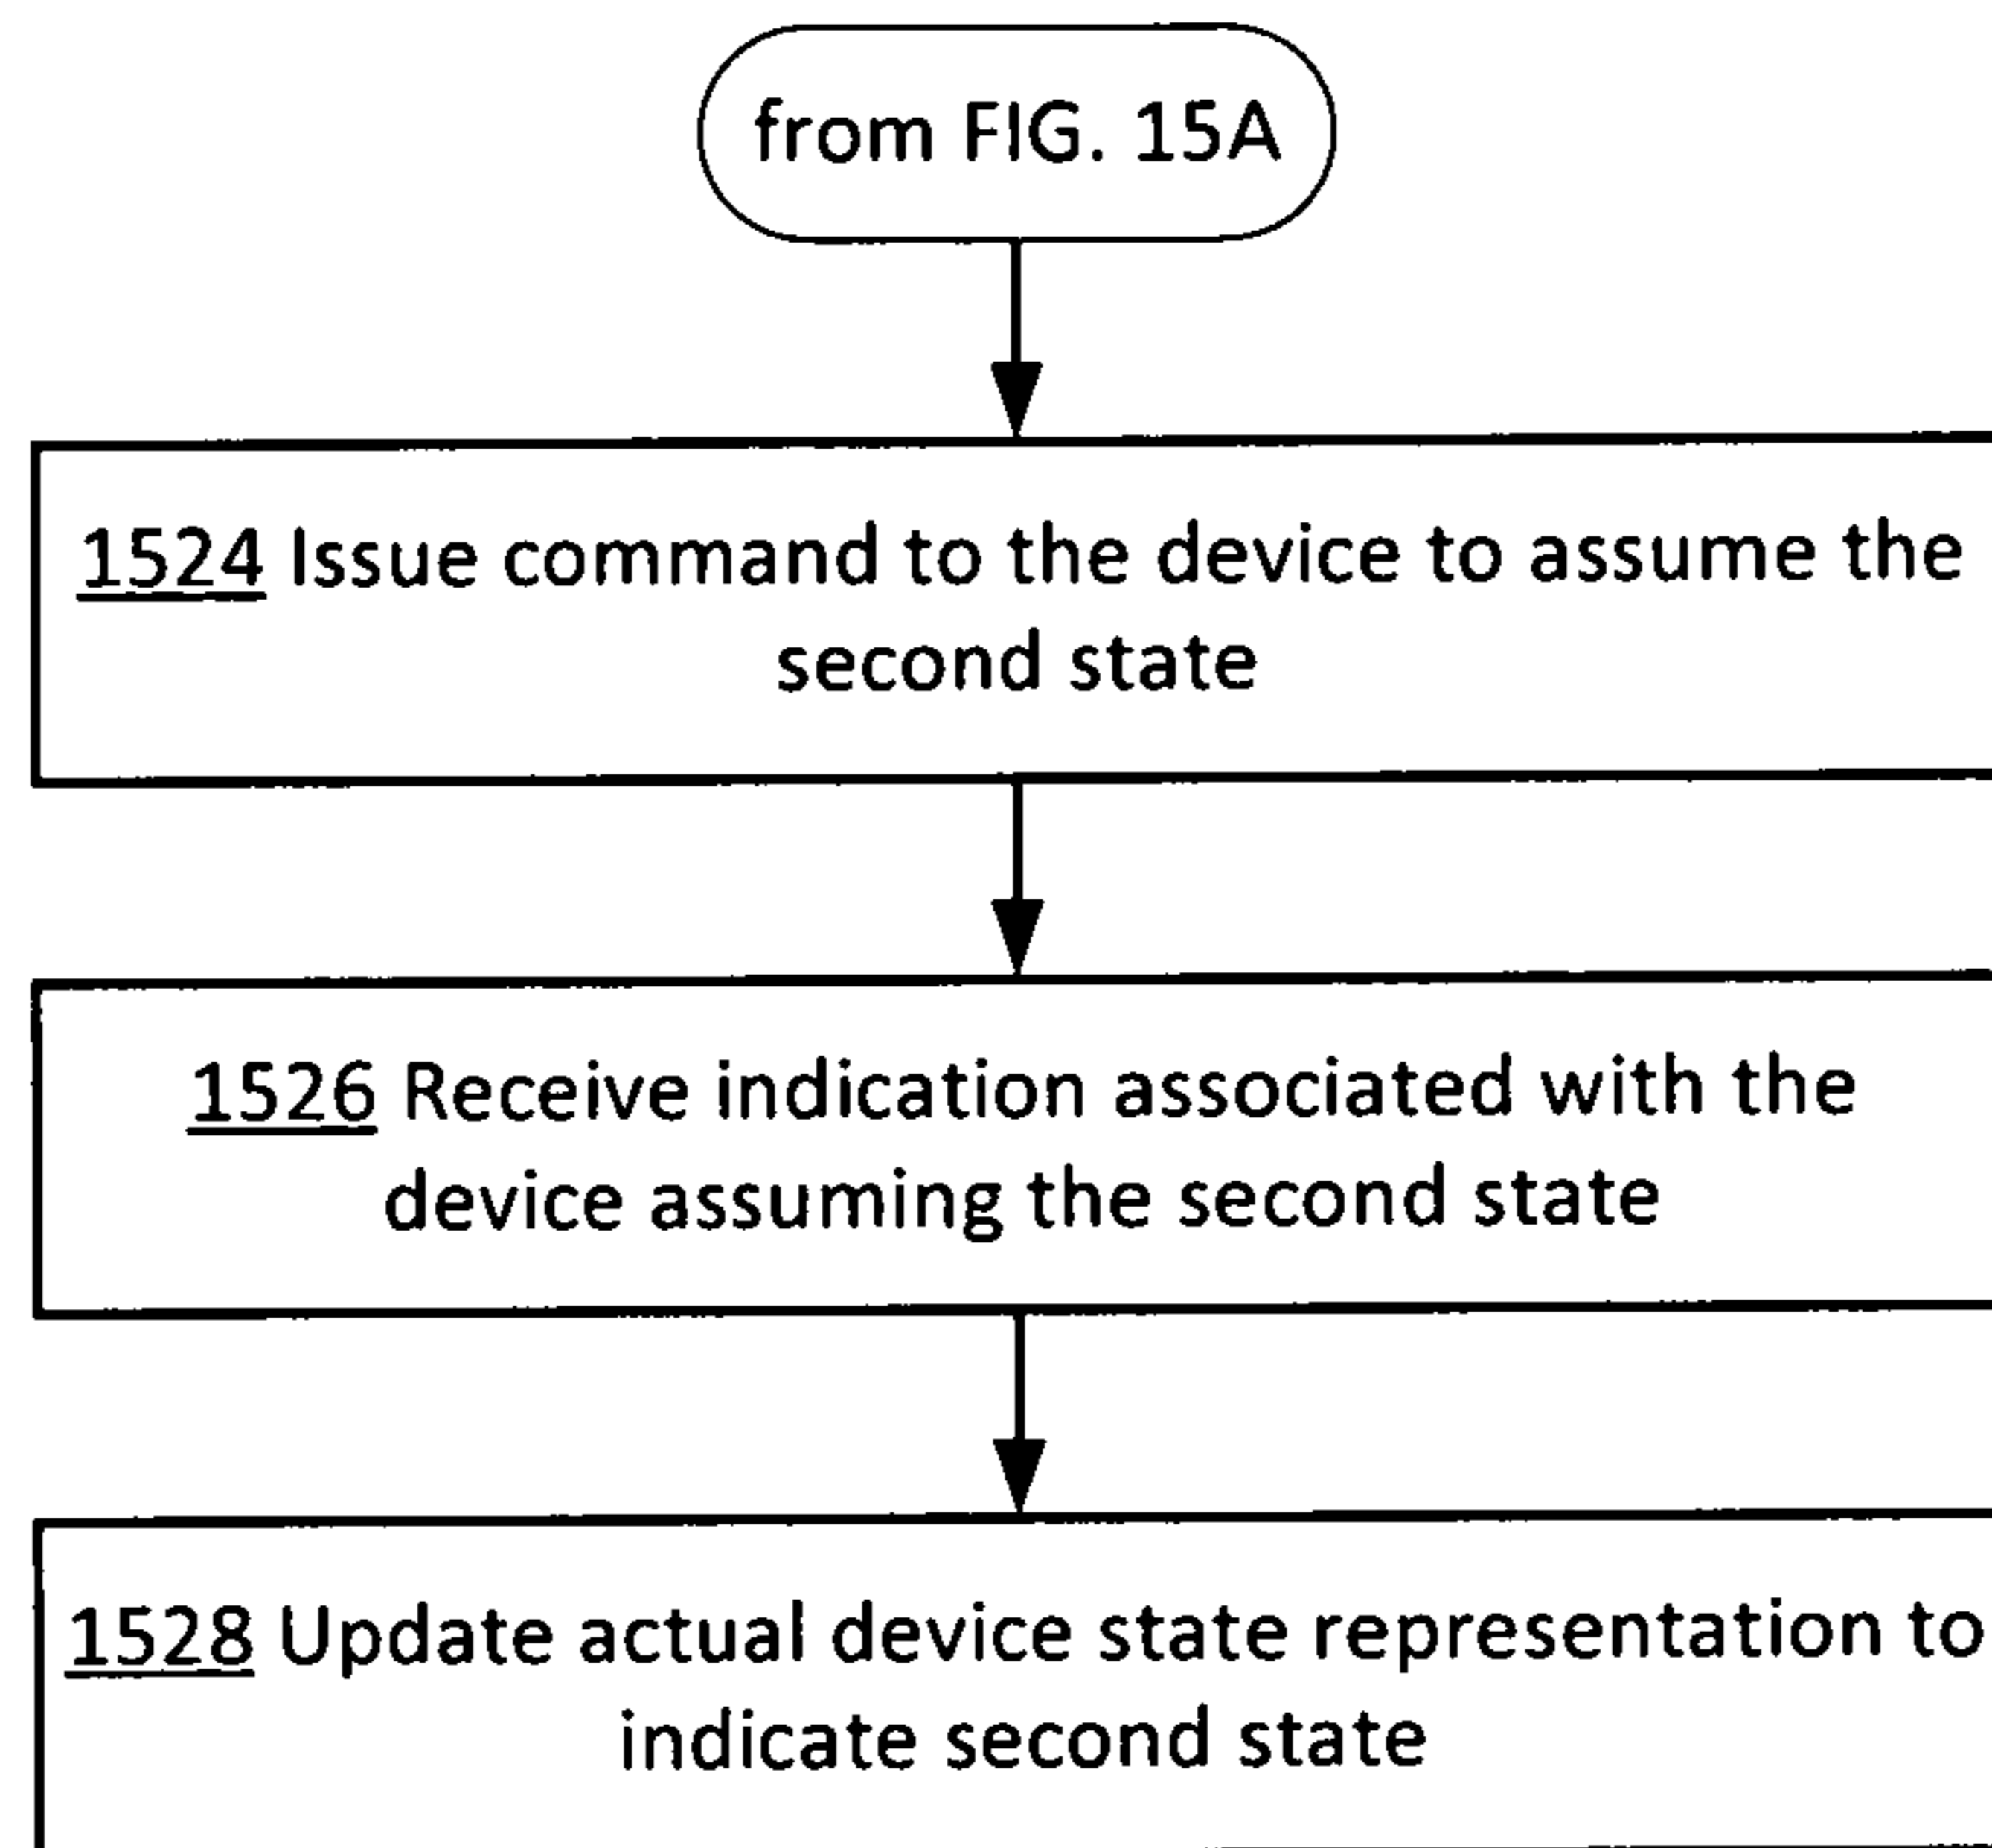 from FIG. 15A
1524 Issue command to the device to assume the
second state
1526 Receive indication associated with the
device assuming the second state
1528 Update actual device state representation to
indicate second state